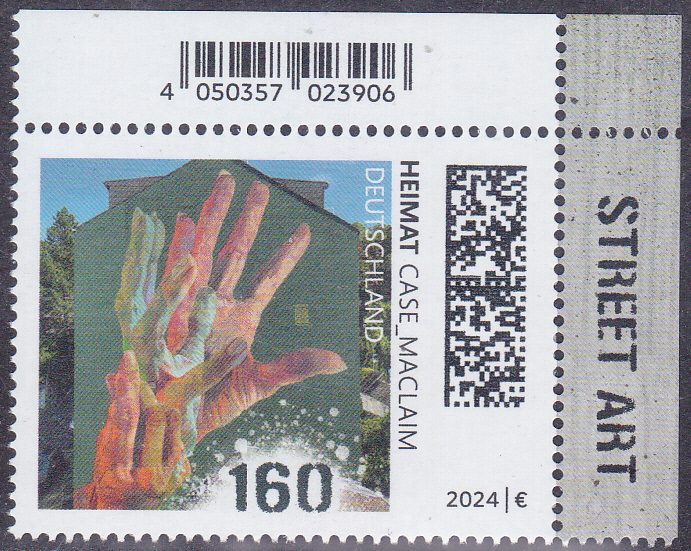 4 050357 023906
HEIMAT CASE_MACLAIM
DEUTSCHLAND
160
2024 | €
STREET ART